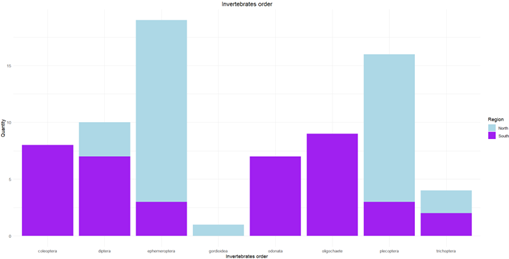 Invertebrates order
Quantity
15
10
5
0
coleoptera diptera ephemeroptera gordioidea odonata oligochaeta plecoptera trichoptera
Invertebrates order
Region
North
South